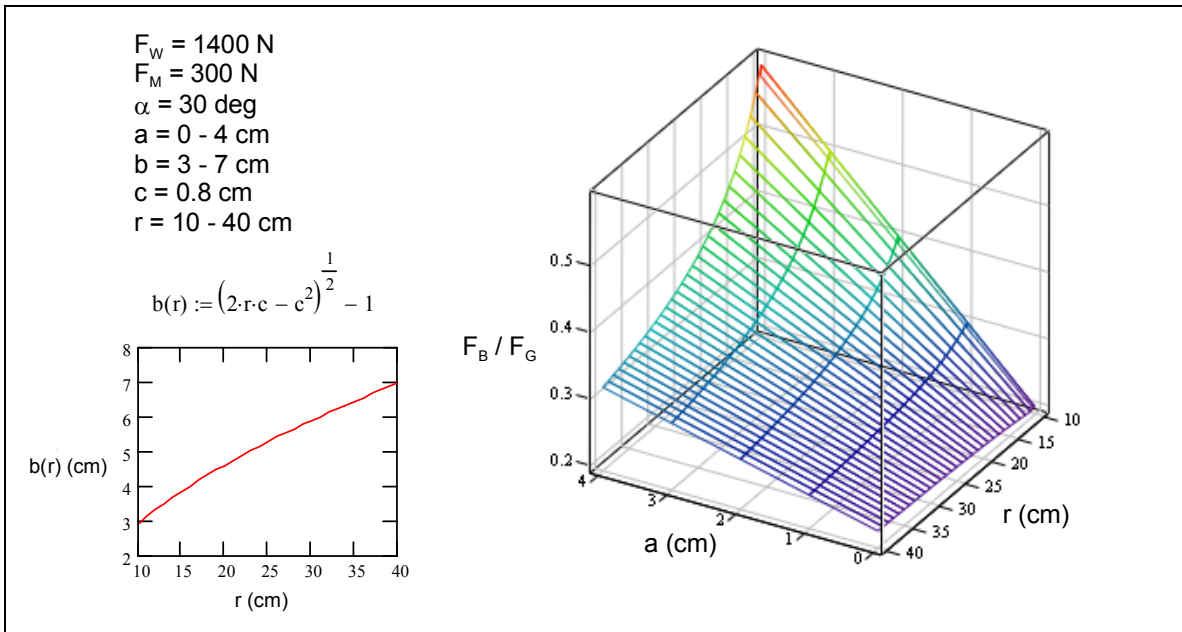 F_W = 1400 N
F_M = 300 N
α = 30 deg
a = 0 - 4 cm
b = 3 - 7 cm
c = 0.8 cm
r = 10 - 40 cm
b(r) := (2·r·c − c²)^(1/2) − 1
8
7
6
5
4
3
2
b(r) (cm)
10 15 20 25 30 35 40
r (cm)
F_B / F_G
0.5
0.4
0.3
0.2
4 3 2 1 0
a (cm)
10
15
20
25
30
35
40
r (cm)